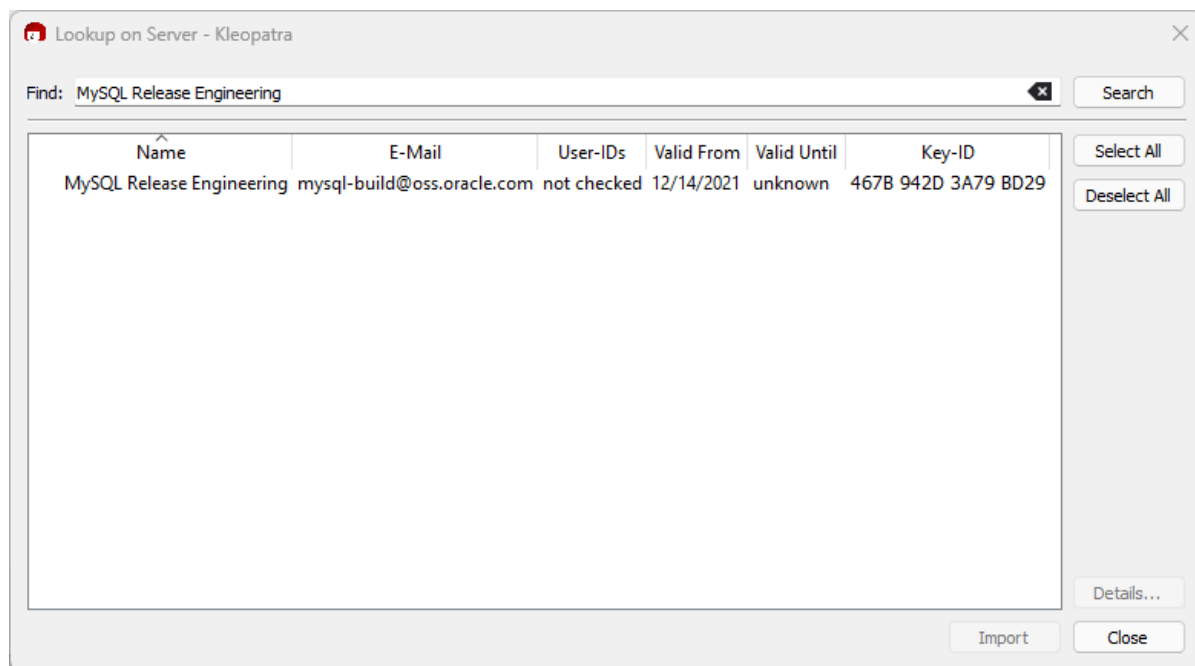 Lookup on Server - Kleopatra
Find: MySQL Release Engineering Search
Name E-Mail User-IDs Valid From Valid Until Key-ID Select All
MySQL Release Engineering mysql-build@oss.oracle.com not checked 12/14/2021 unknown 467B 942D 3A79 BD29
Deselect All
Details...
Import Close